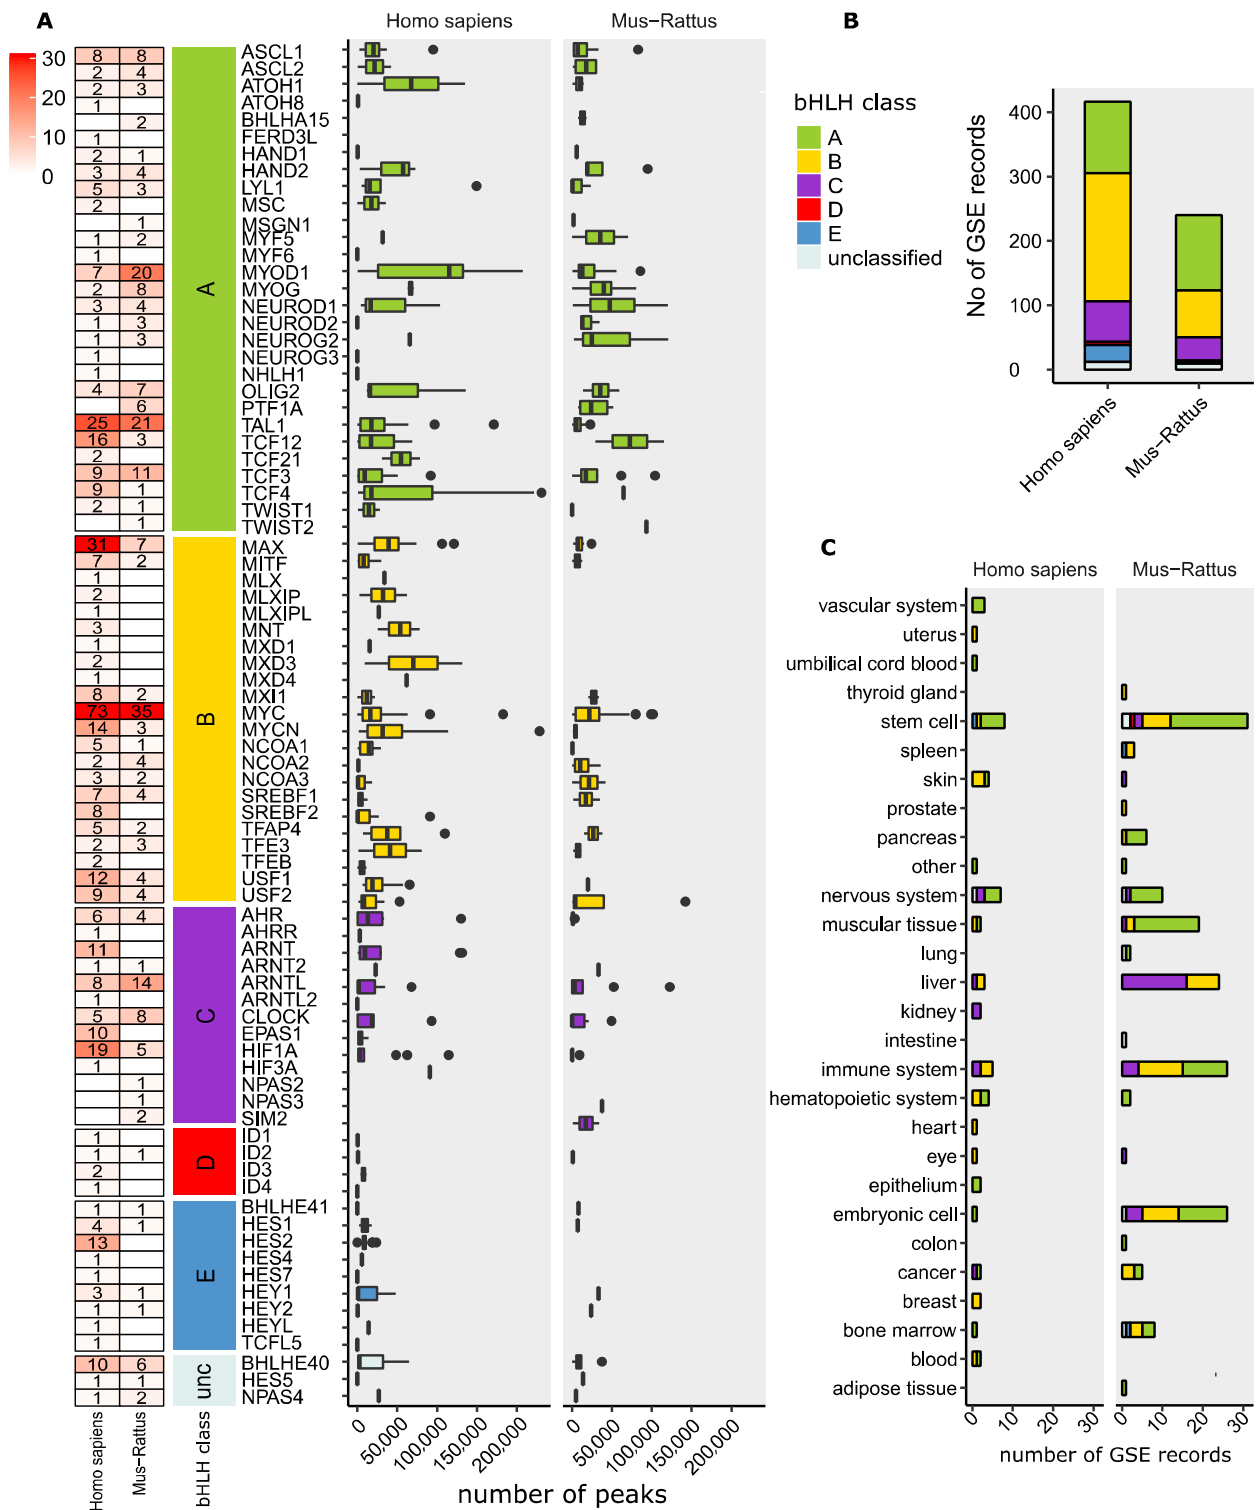 A
Homo sapiens
Mus−Rattus
30
20
10
0
8 8 ASCL1
2 4 ASCL2
2 3 ATOH1
1 ATOH8
2 BHLHA15
1 FERD3L
2 1 HAND1
3 4 HAND2
5 3 LYL1
2 MSC
1 MSGN1
1 2 MYF5
1 MYF6
7 20 MYOD1
2 8 MYOG
3 4 NEUROD1
1 3 NEUROD2
1 3 NEUROG2
1 NEUROG3
1 NHLH1
4 7 OLIG2
6 PTF1A
25 21 TAL1
16 3 TCF12
2 TCF21
9 11 TCF3
9 1 TCF4
2 1 TWIST1
1 TWIST2
A
31 7 MAX
7 2 MITF
1 MLX
2 MLXIP
1 MLXIPL
3 MNT
1 MXD1
2 MXD3
1 MXD4
8 2 MXI1
73 35 MYC
14 3 MYCN
5 1 NCOA1
2 4 NCOA2
3 2 NCOA3
7 4 SREBF1
8 SREBF2
5 2 TFAP4
2 3 TFE3
2 TFEB
12 4 USF1
9 4 USF2
B
6 4 AHR
1 AHRR
11 ARNT
1 1 ARNT2
8 14 ARNTL
1 ARNTL2
5 8 CLOCK
10 EPAS1
19 5 HIF1A
1 HIF3A
1 NPAS2
1 NPAS3
2 SIM2
C
1 ID1
1 1 ID2
2 ID3
1 ID4
D
1 1 BHLHE41
4 1 HES1
13 HES2
1 HES4
1 HES7
3 1 HEY1
1 1 HEY2
1 HEYL
1 TCFL5
E
10 6 BHLHE40
1 1 HES5
1 2 NPAS4
unc
Homo sapiens
Mus−Rattus
bHLH class
0
50,000
100,000
150,000
200,000
0
50,000
100,000
150,000
200,000
number of peaks
B
bHLH class
A
B
C
D
E
unclassified
No of GSE records
400
300
200
100
0
Homo sapiens
Mus−Rattus
C
Homo sapiens
Mus−Rattus
vascular system
uterus
umbilical cord blood
thyroid gland
stem cell
spleen
skin
prostate
pancreas
other
nervous system
muscular tissue
lung
liver
kidney
intestine
immune system
hematopoietic system
heart
eye
epithelium
embryonic cell
colon
cancer
breast
bone marrow
blood
adipose tissue
0
10
20
30
0
10
20
30
number of GSE records